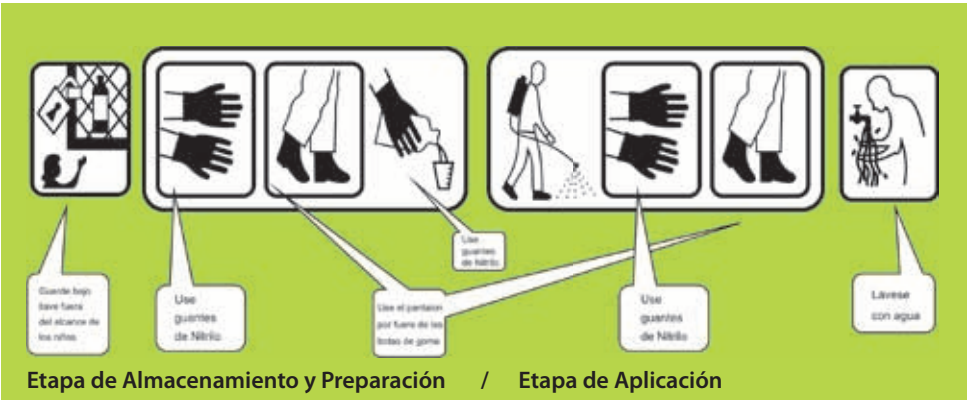 Guarde bajo
llave fuera
del alcance de
los niños
Use
guantes
de Nitrilo
Use el pantalon
por fuera de las
botas de goma
Use
guantes
de Nitrilo
Use
guantes
de Nitrilo
Lávese
con agua
Etapa de Almacenamiento y Preparación / Etapa de Aplicación